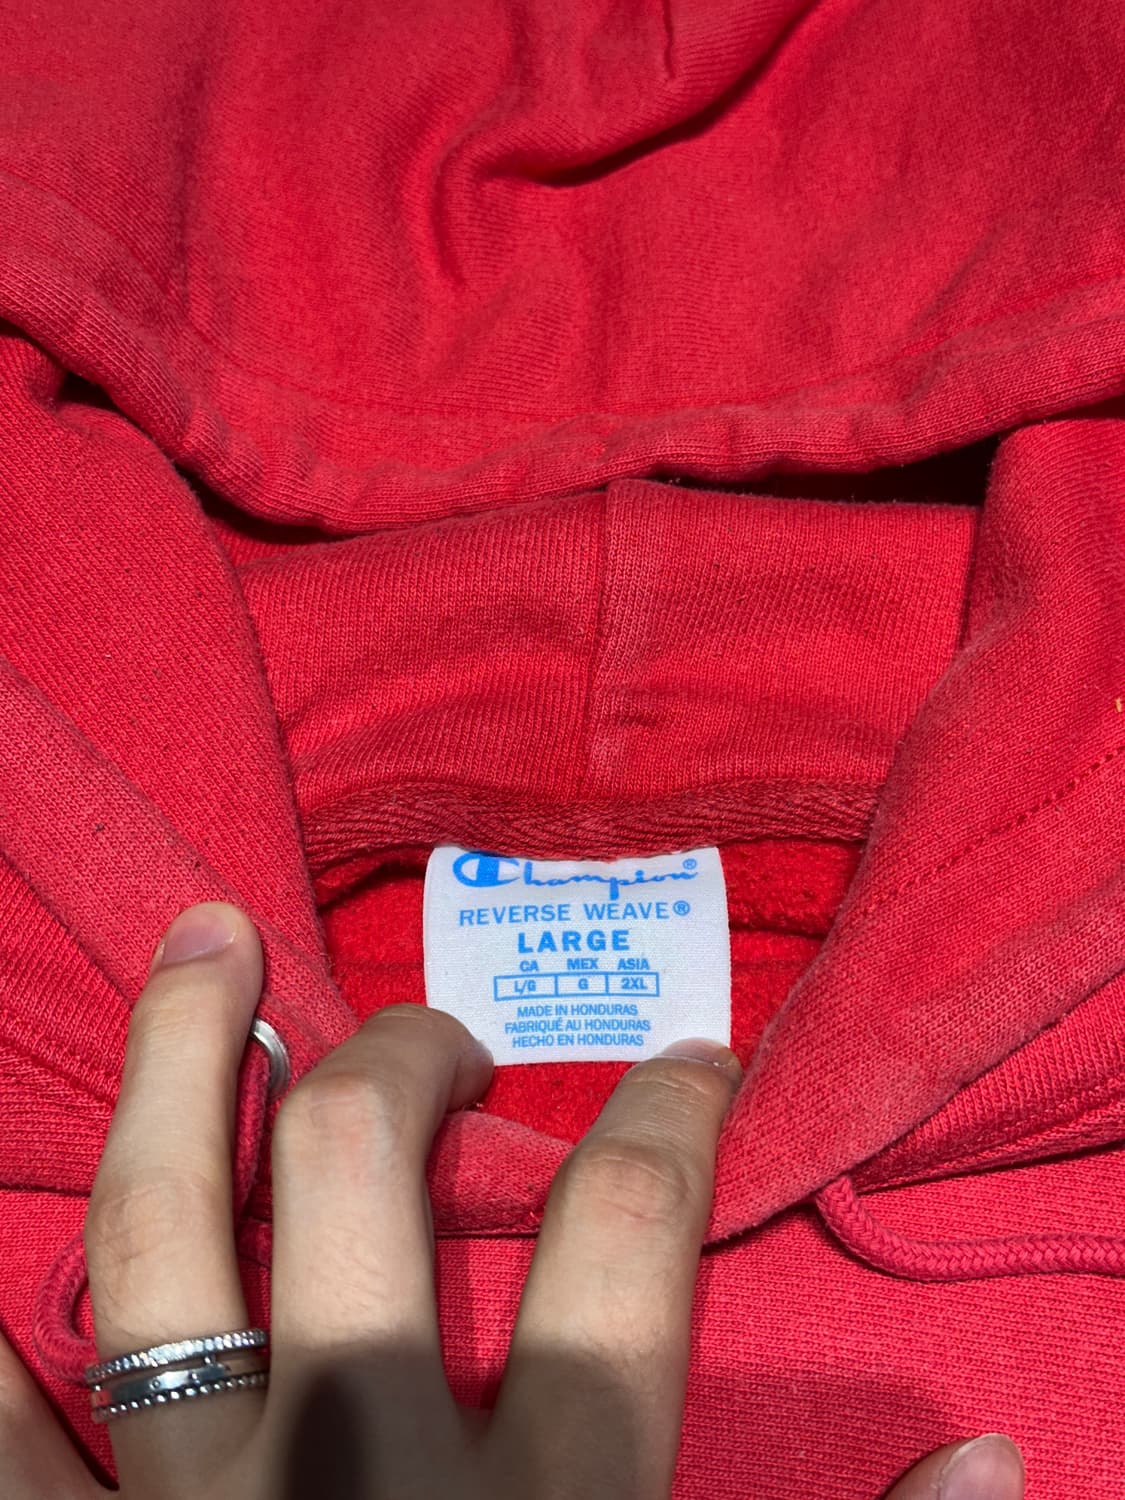 Champion®
REVERSE WEAVE®
LARGE
CA MEX ASIA
L/G G 2XL
MADE IN HONDURAS
FABRIQUÉ AU HONDURAS
HECHO EN HONDURAS